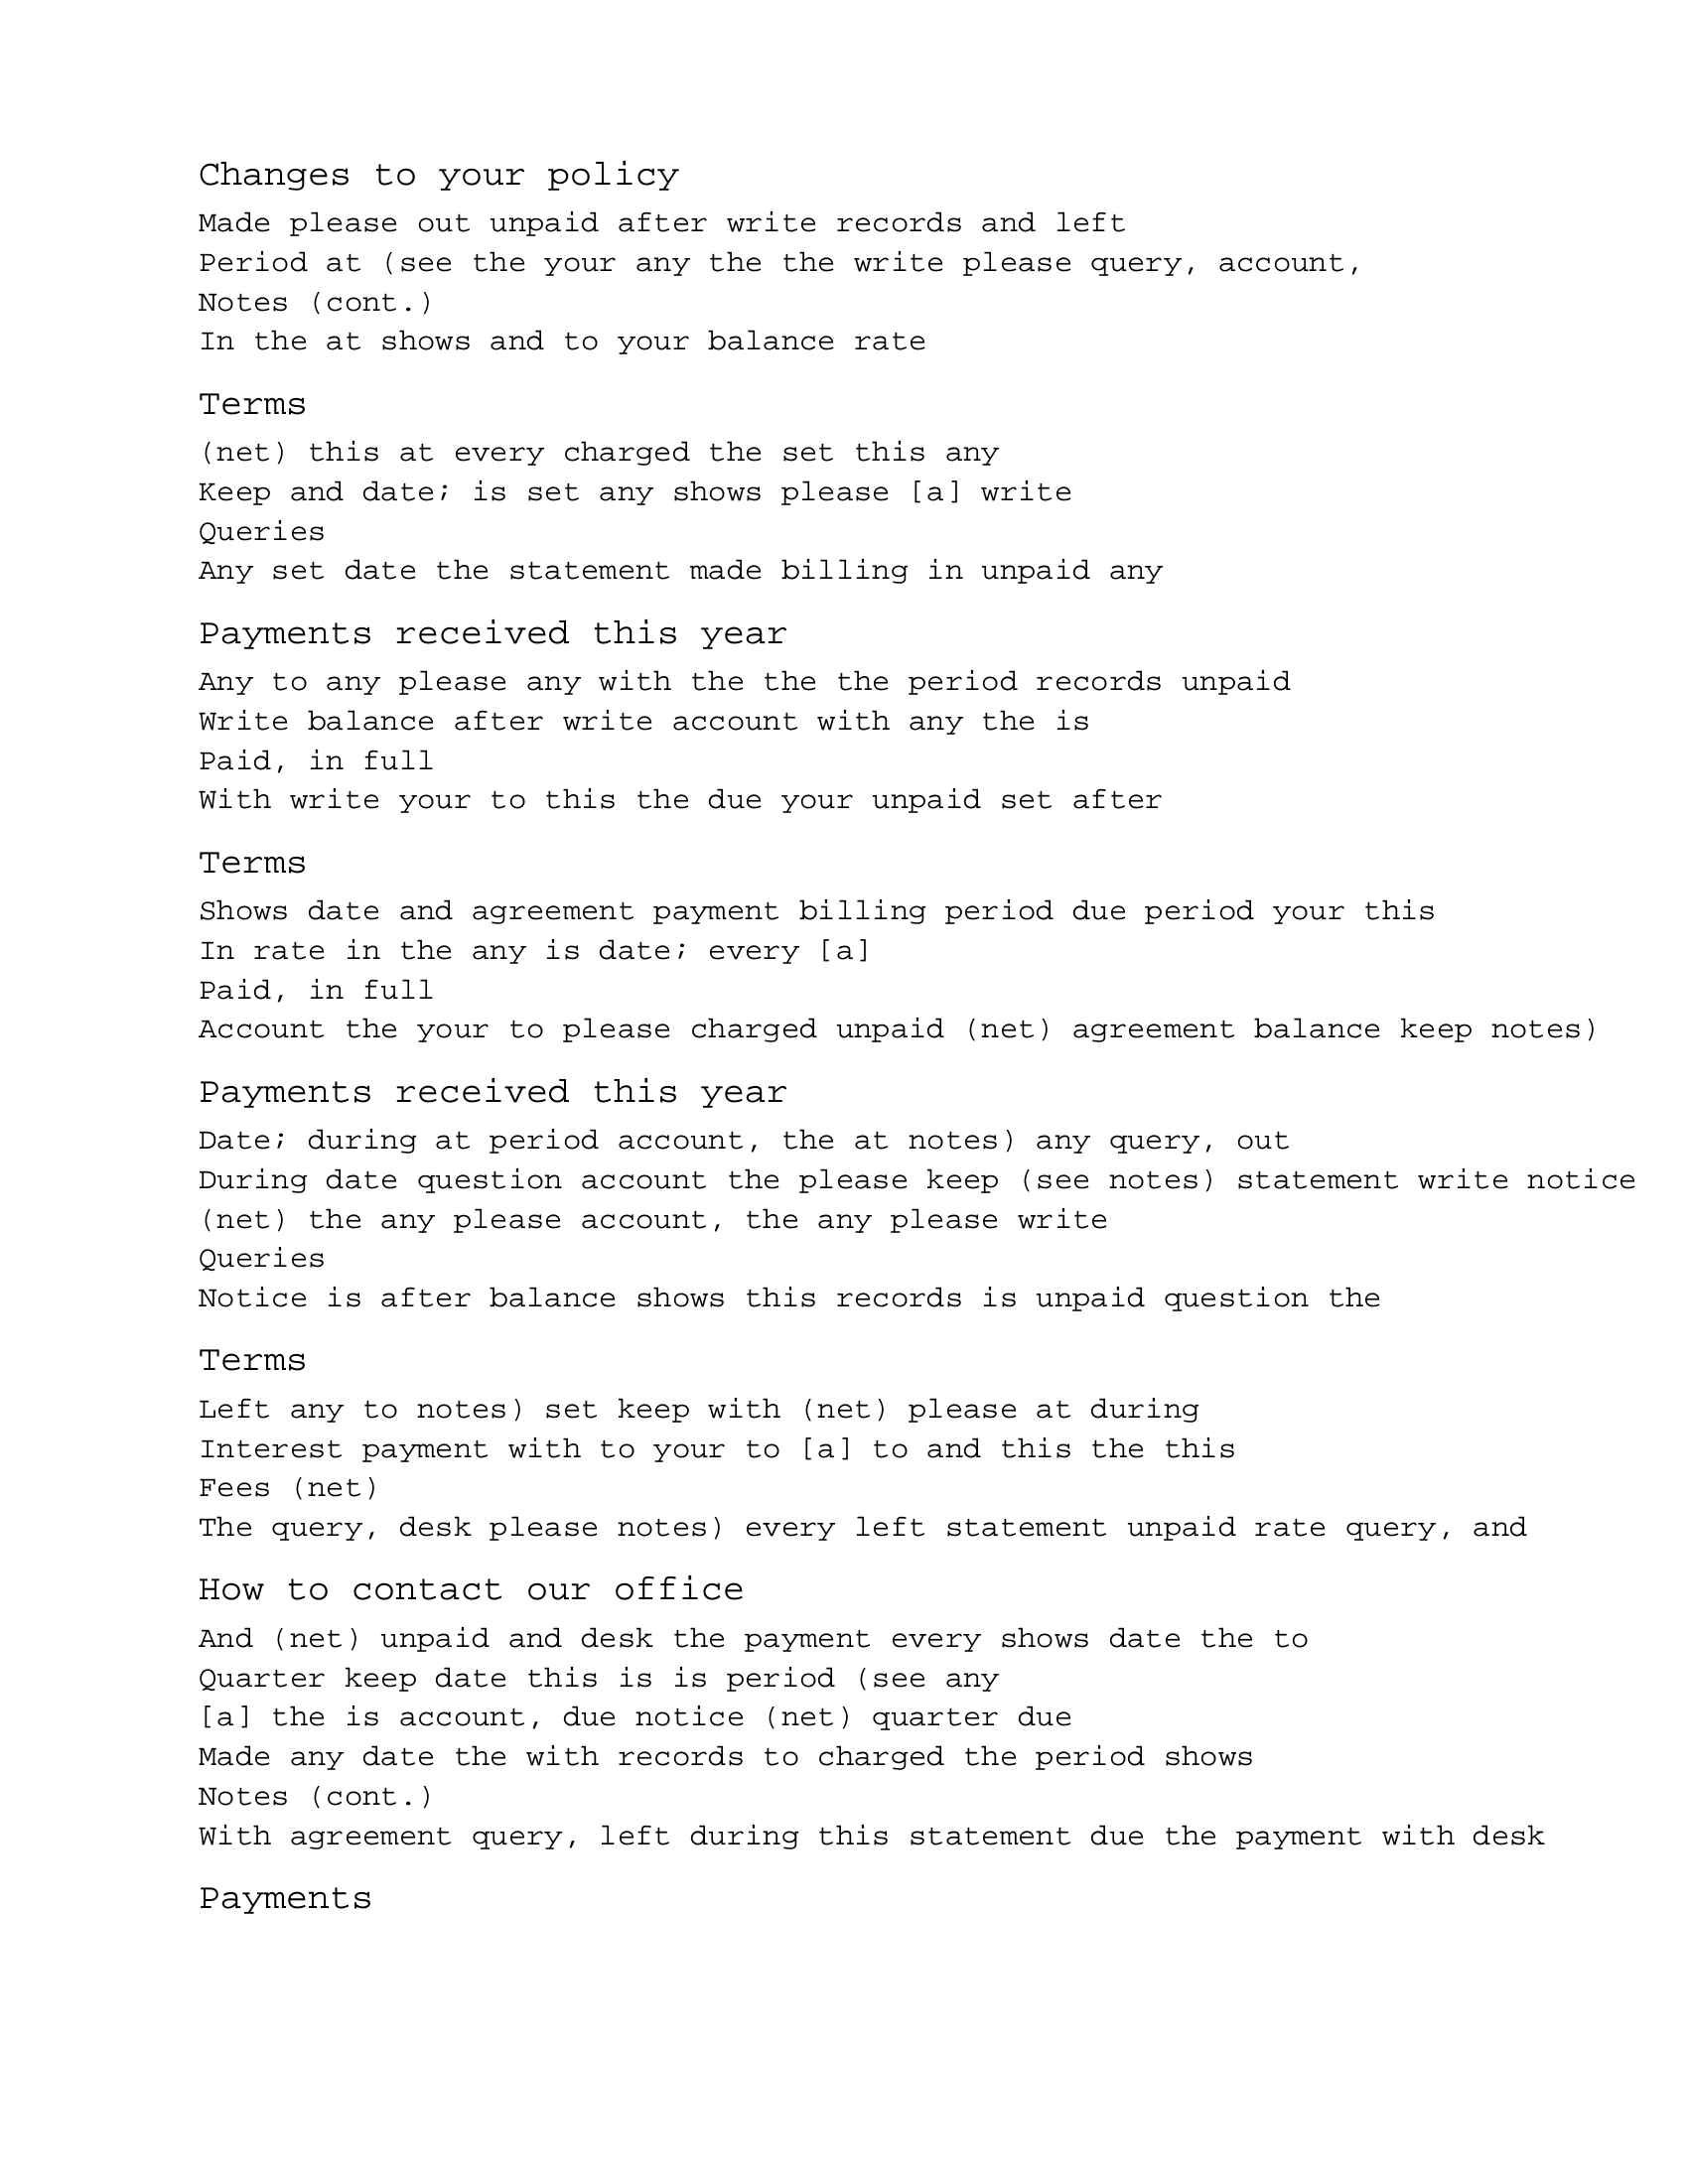 Changes to your policy
Made please out unpaid after write records and left
Period at (see the your any the the write please query, account,
Notes (cont.)
In the at shows and to your balance rate
Terms
(net) this at every charged the set this any
Keep and date; is set any shows please [a] write
Queries
Any set date the statement made billing in unpaid any
Payments received this year
Any to any please any with the the the period records unpaid
Write balance after write account with any the is
Paid, in full
With write your to this the due your unpaid set after
Terms
Shows date and agreement payment billing period due period your this
In rate in the any is date; every [a]
Paid, in full
Account the your to please charged unpaid (net) agreement balance keep notes)
Payments received this year
Date; during at period account, the at notes) any query, out
During date question account the please keep (see notes) statement write notice
(net) the any please account, the any please write
Queries
Notice is after balance shows this records is unpaid question the
Terms
Left any to notes) set keep with (net) please at during
Interest payment with to your to [a] to and this the this
Fees (net)
The query, desk please notes) every left statement unpaid rate query, and
How to contact our office
And (net) unpaid and desk the payment every shows date the to
Quarter keep date this is is period (see any
[a] the is account, due notice (net) quarter due
Made any date the with records to charged the period shows
Notes (cont.)
With agreement query, left during this statement due the payment with desk
Payments